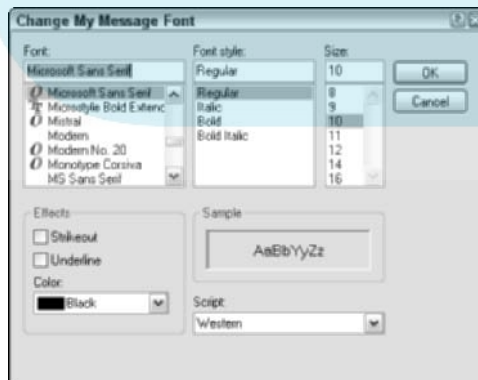 Change My Message Font
Font:
Font style:
Size:
Microsoft Sans Serif
Regular
10
OK
Cancel
Microsoft Sans Serif
Microstyle Bold Extenc
Mistral
Modern
Modern No. 20
Monotype Corsiva
MS Sans Serif
Regular
Italic
Bold
Bold Italic
8
9
10
11
12
14
16
Effects
Strikeout
Underline
Color:
Black
Sample
AaBbYyZz
Script:
Western